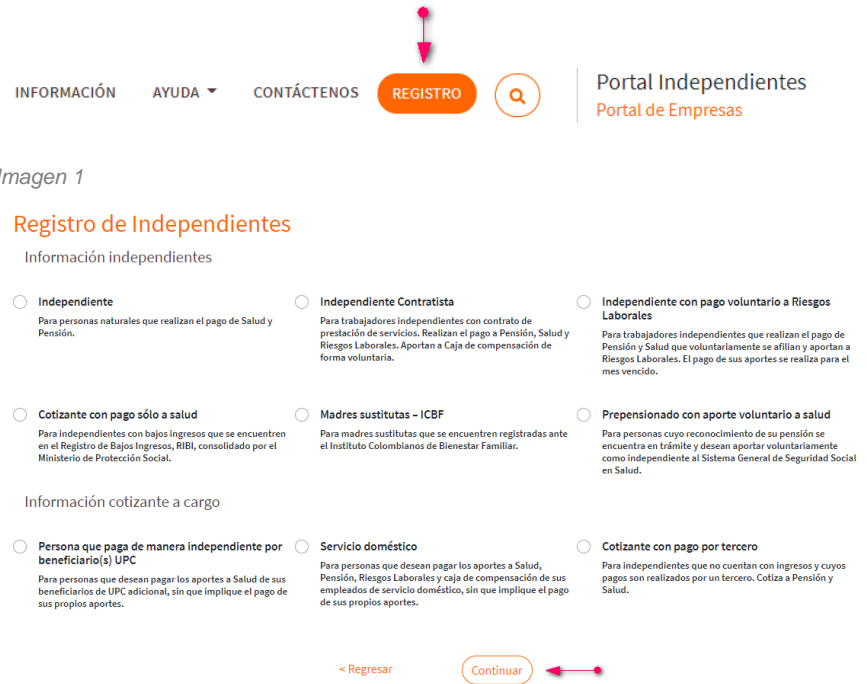 INFORMACIÓN AYUDA CONTÁCTENOS REGISTRO Portal Independientes
Portal de Empresas
Imagen 1
Registro de Independientes
Información independientes
Independiente
Para personas naturales que realizan el pago de Salud y
Pensión.
Independiente Contratista
Para trabajadores independientes con contrato de
prestación de servicios. Realizan el pago a Pensión, Salud y
Riesgos Laborales. Aportan a Caja de compensación de
forma voluntaria.
Independiente con pago voluntario a Riesgos
Laborales
Para trabajadores independientes que realizan el pago de
Pensión y Salud que voluntariamente se afilian y aportan a
Riesgos Laborales. El pago de sus aportes se realiza para el
mes vencido.
Cotizante con pago sólo a salud
Para independientes con bajos ingresos que se encuentren
en el Registro de Bajos Ingresos, RIBI, consolidado por el
Ministerio de Protección Social.
Madres sustitutas – ICBF
Para madres sustitutas que se encuentran registradas ante
el Instituto Colombianos de Bienestar Familiar.
Prepensionado con aporte voluntario a salud
Para personas cuyo reconocimiento de su pensión se
encuentra en trámite y desean aportar voluntariamente
como independiente al Sistema General de Seguridad Social
en Salud.
Información cotizante a cargo
Persona que paga de manera independiente por
beneficiario(s) UPC
Para personas que desean pagar los aportes a Salud de sus
beneficiarios de UPC adicional, sin que implique el pago de
sus propios aportes.
Servicio doméstico
Para personas que desean pagar los aportes a Salud,
Pensión, Riesgos Laborales y caja de compensación de sus
empleados de servicio doméstico, sin que implique el pago
de sus propios aportes.
Cotizante con pago por tercero
Para independientes que no cuentan con ingresos y cuyos
pagos son realizados por un tercero. Cotiza a Pensión y
Salud.
< Regresar Continuar